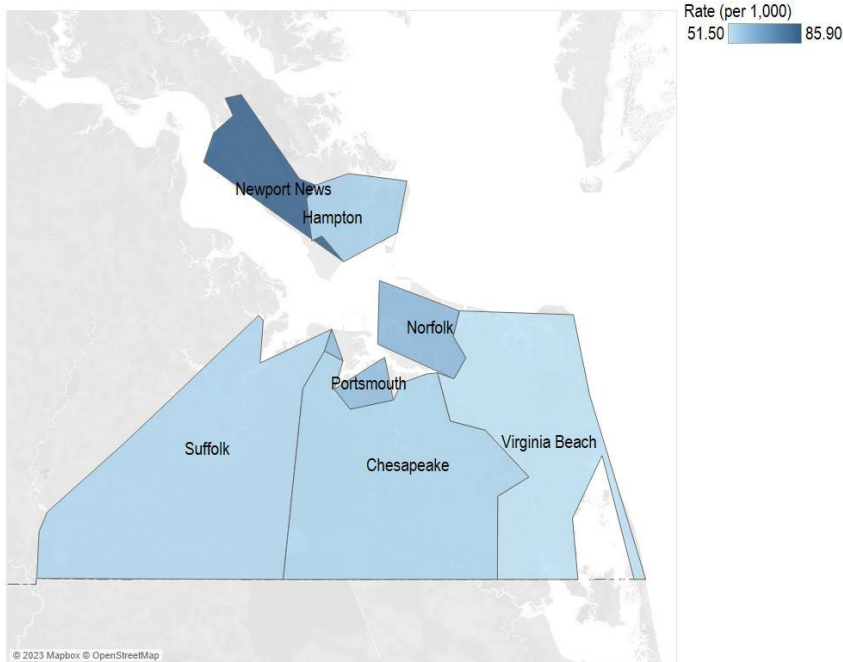 Rate (per 1,000)
51.50 85.90
Newport News
Hampton
Norfolk
Portsmouth
Virginia Beach
Suffolk
Chesapeake
© 2023 Mapbox © OpenStreetMap